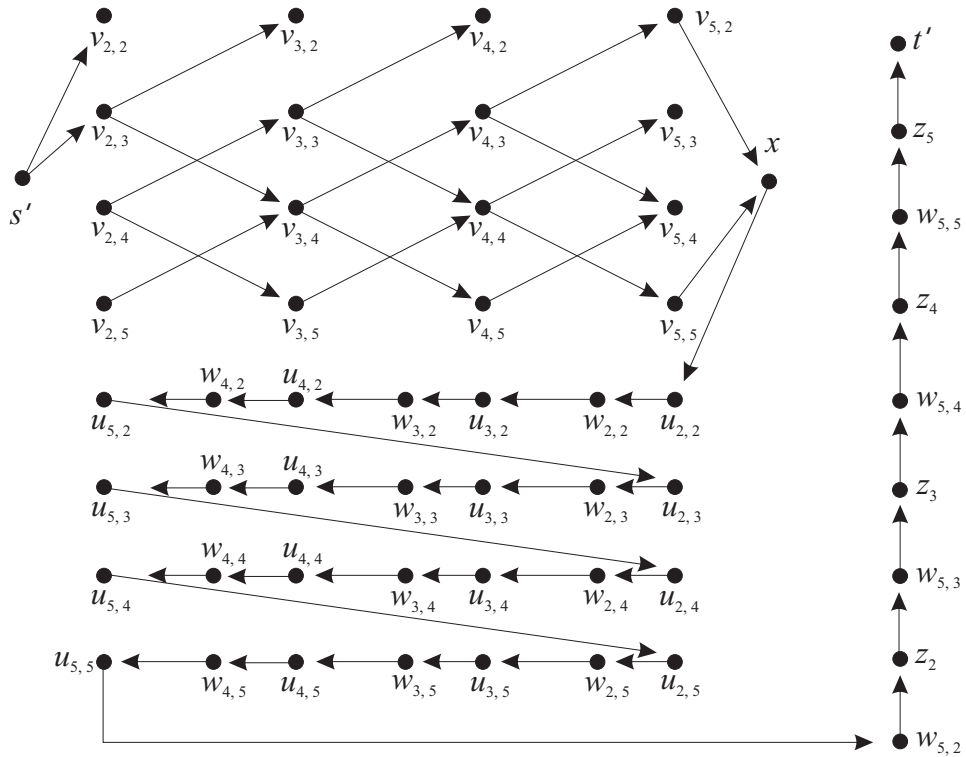 v2, 2 v3, 2 v4, 2 v5, 2
t′
v2, 3 v3, 3 v4, 3 v5, 3
z5
x
s′
v2, 4 v3, 4 v4, 4 v5, 4
w5, 5
z4
v2, 5 v3, 5 v4, 5 v5, 5
w4, 2 u4, 2
u5, 2 w3, 2 u3, 2 w2, 2 u2, 2
w5, 4
w4, 3 u4, 3
u5, 3 w3, 3 u3, 3 w2, 3 u2, 3
z3
w4, 4 u4, 4
u5, 4 w3, 4 u3, 4 w2, 4 u2, 4
w5, 3
u5, 5
w4, 5 u4, 5 w3, 5 u3, 5 w2, 5 u2, 5
z2
w5, 2